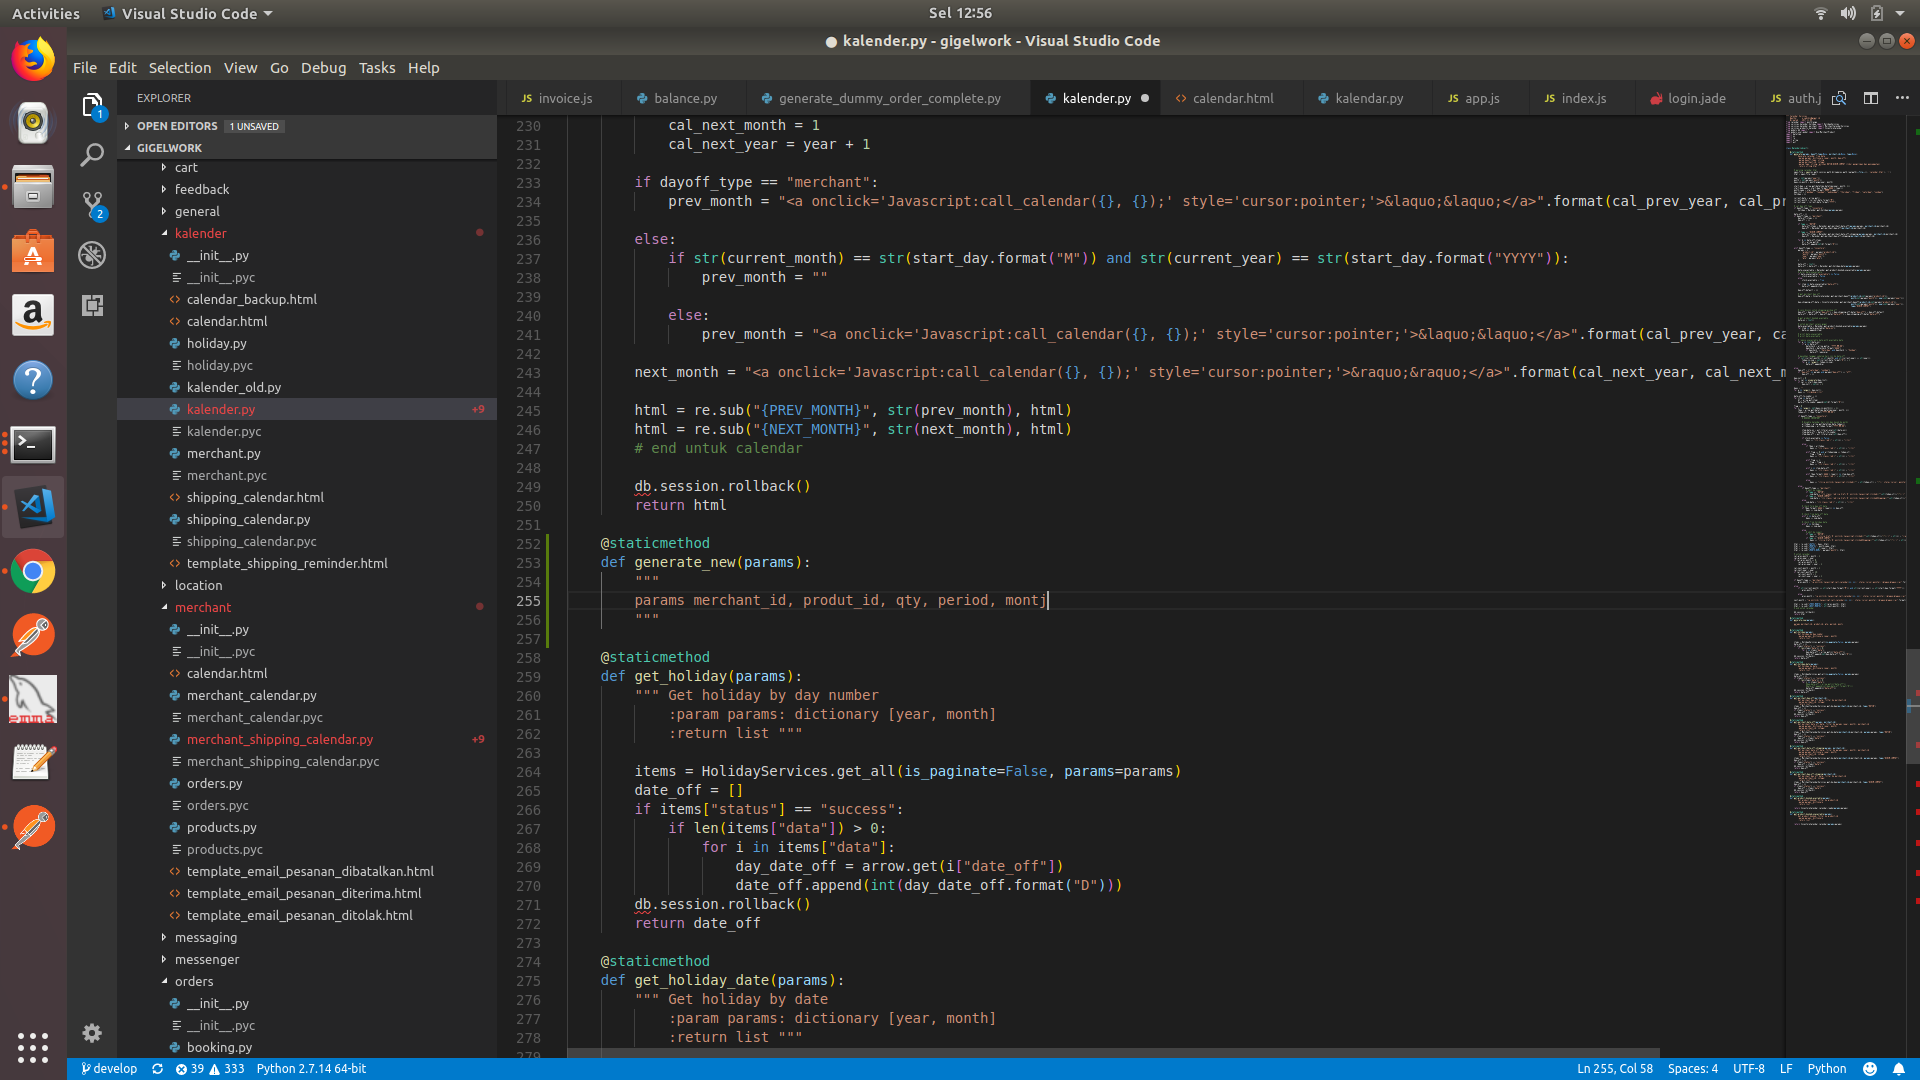 Activities
Visual Studio Code
Sel 12:56
● kalender.py - gigelwork - Visual Studio Code
File Edit Selection View Go Debug Tasks Help
EXPLORER
OPEN EDITORS 1 UNSAVED
GIGELWORK
cart
feedback
general
kalender
__init__.py
__init__.pyc
calendar_backup.html
calendar.html
holiday.py
holiday.pyc
kalender_old.py
kalender.py +9
kalender.pyc
merchant.py
merchant.pyc
shipping_calendar.html
shipping_calendar.py
shipping_calendar.pyc
template_shipping_reminder.html
location
merchant
__init__.py
__init__.pyc
calendar.html
merchant_calendar.py
merchant_calendar.pyc
merchant_shipping_calendar.py +9
merchant_shipping_calendar.pyc
orders.py
orders.pyc
products.py
products.pyc
template_email_pesanan_dibatalkan.html
template_email_pesanan_diterima.html
template_email_pesanan_ditolak.html
messaging
messenger
orders
__init__.py
__init__.pyc
booking.py
JS invoice.js
balance.py
generate_dummy_order_complete.py
kalender.py
calendar.html
kalendar.py
JS app.js
JS index.js
login.jade
JS auth.j
230 cal_next_month = 1
231 cal_next_year = year + 1
232
233 if dayoff_type == "merchant":
234 prev_month = "<a onclick='Javascript:call_calendar({}, {});' style='cursor:pointer;'>&laquo;&laquo;</a>".format(cal_prev_year, cal_pr
235
236 else:
237 if str(current_month) == str(start_day.format("M")) and str(current_year) == str(start_day.format("YYYY")):
238 prev_month = ""
239
240 else:
241 prev_month = "<a onclick='Javascript:call_calendar({}, {});' style='cursor:pointer;'>&laquo;&laquo;</a>".format(cal_prev_year, ca
242
243 next_month = "<a onclick='Javascript:call_calendar({}, {});' style='cursor:pointer;'>&raquo;&raquo;</a>".format(cal_next_year, cal_next_m
244
245 html = re.sub("{PREV_MONTH}", str(prev_month), html)
246 html = re.sub("{NEXT_MONTH}", str(next_month), html)
247 # end untuk calendar
248
249 db.session.rollback()
250 return html
251
252 @staticmethod
253 def generate_new(params):
254 """
255 params merchant_id, produt_id, qty, period, montj
256 """
257
258 @staticmethod
259 def get_holiday(params):
260 """ Get holiday by day number
261 :param params: dictionary [year, month]
262 :return list """
263
264 items = HolidayServices.get_all(is_paginate=False, params=params)
265 date_off = []
266 if items["status"] == "success":
267 if len(items["data"]) > 0:
268 for i in items["data"]:
269 day_date_off = arrow.get(i["date_off"])
270 date_off.append(int(day_date_off.format("D")))
271 db.session.rollback()
272 return date_off
273
274 @staticmethod
275 def get_holiday_date(params):
276 """ Get holiday by date
277 :param params: dictionary [year, month]
278 :return list """
279
1
2
a
?
emma
develop 39 333 Python 2.7.14 64-bit
Ln 255, Col 58 Spaces: 4 UTF-8 LF Python